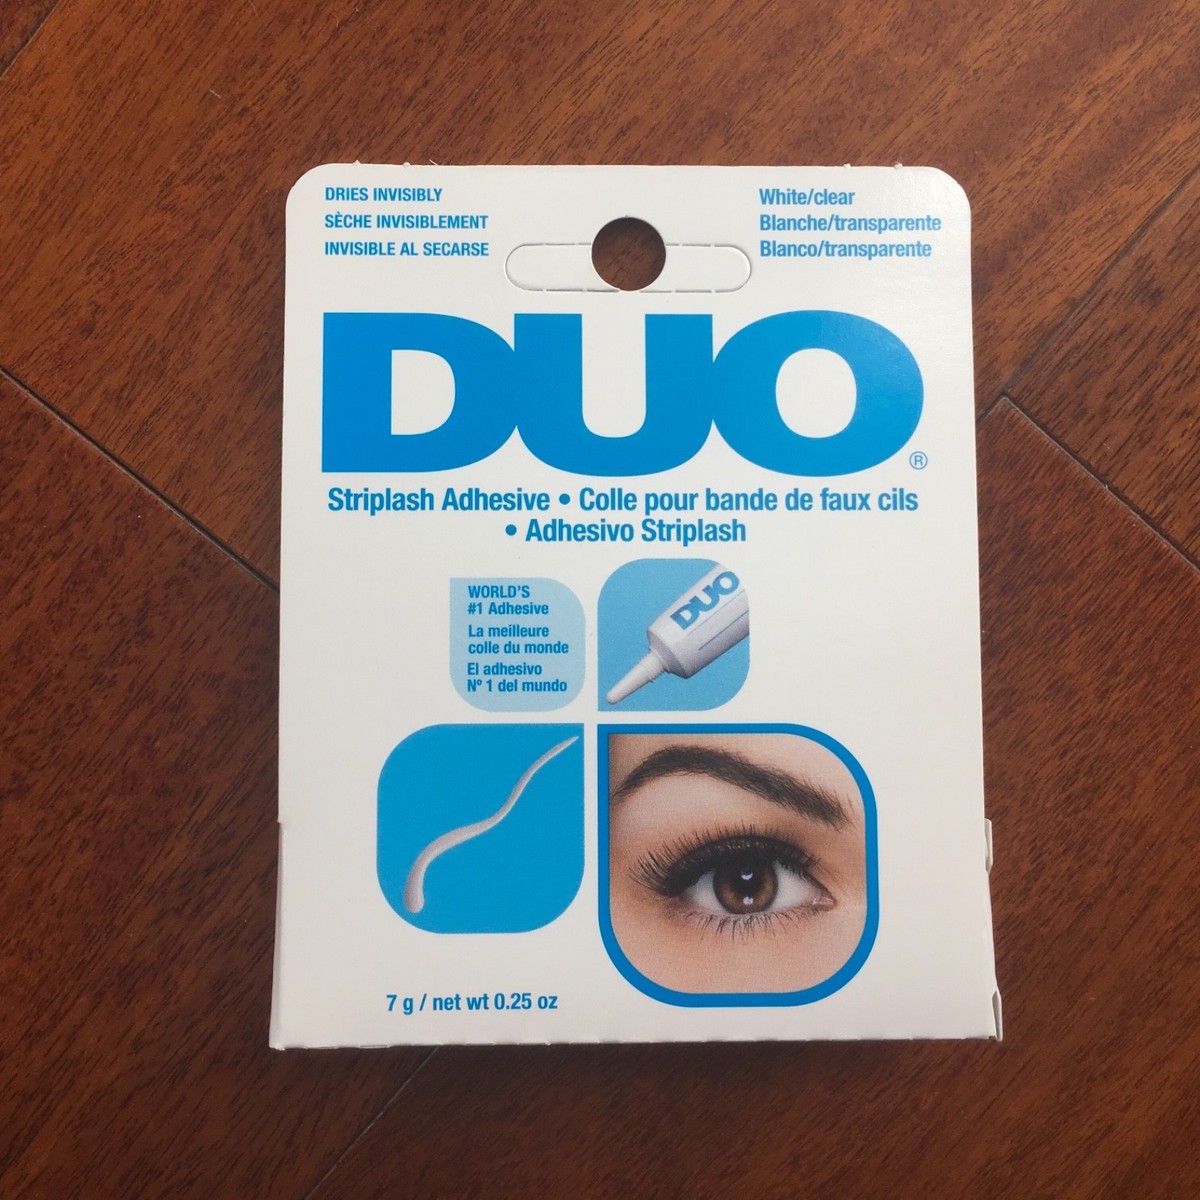 DRIES INVISIBLY
SÈCHE INVISIBLEMENT
INVISIBLE AL SECARSE
White/clear
Blanche/transparente
Blanco/transparente
DUO®
Striplash Adhesive • Colle pour bande de faux cils
• Adhesivo Striplash
WORLD'S
#1 Adhesive
La meilleure
colle du monde
El adhesivo
Nº 1 del mundo
DUO
7 g / net wt 0.25 oz